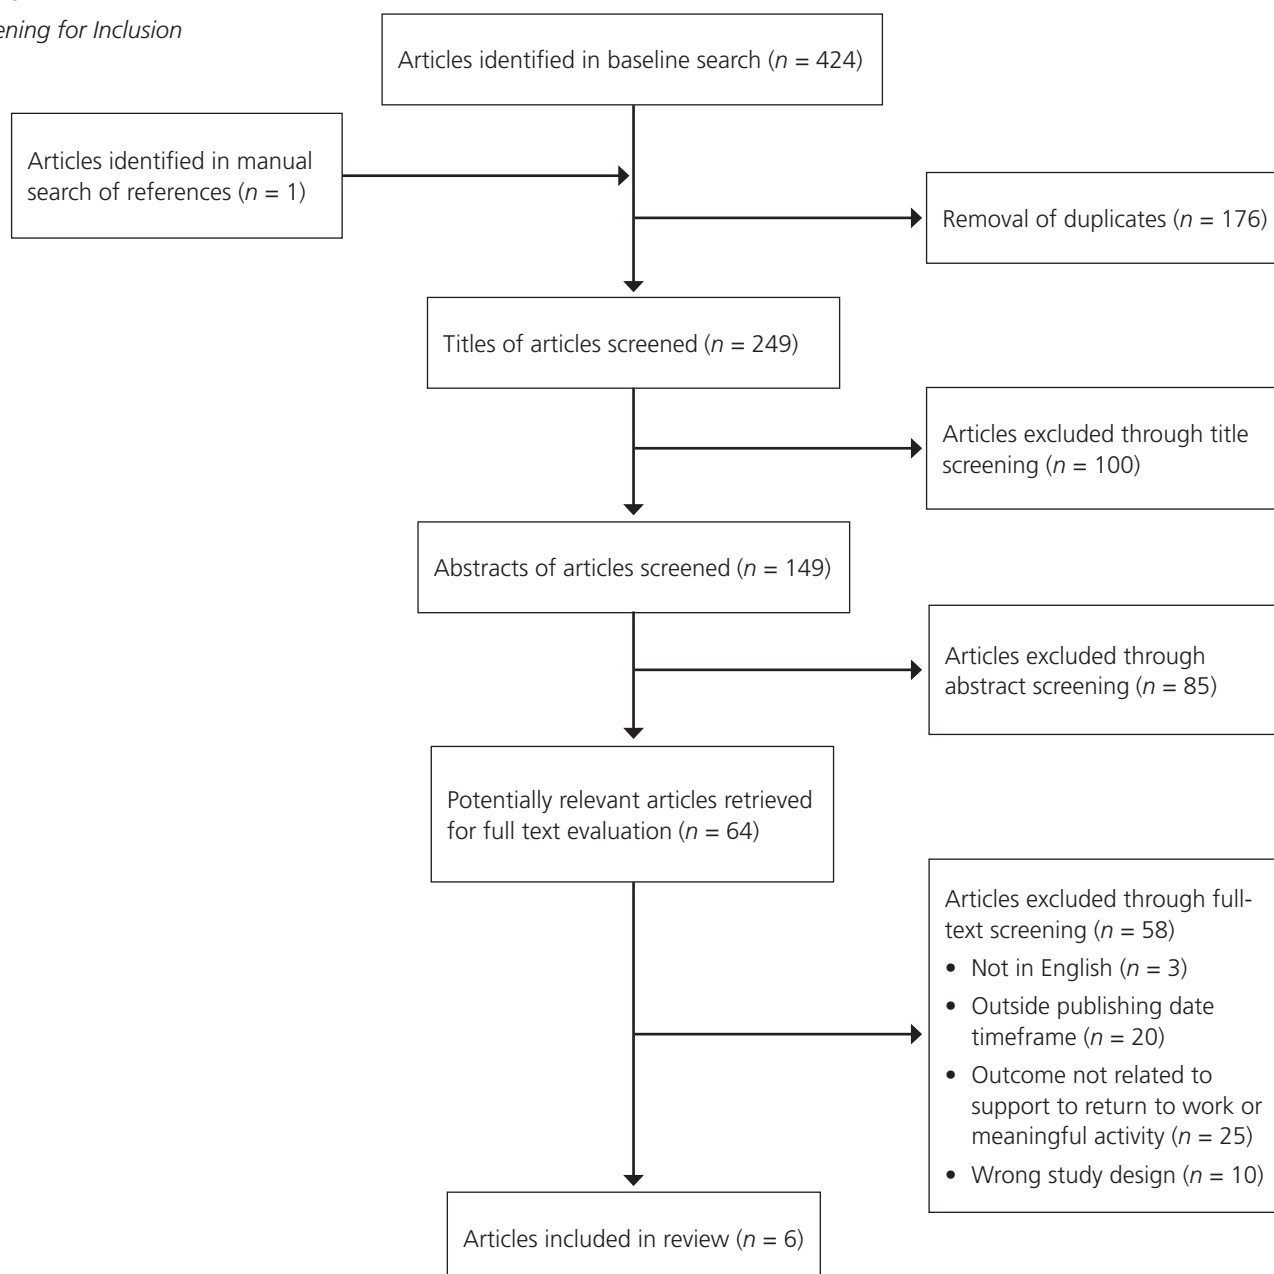 ening for Inclusion
Articles identified in baseline search (n = 424)
Articles identified in manual
search of references (n = 1)
Removal of duplicates (n = 176)
Titles of articles screened (n = 249)
Articles excluded through title
screening (n = 100)
Abstracts of articles screened (n = 149)
Articles excluded through
abstract screening (n = 85)
Potentially relevant articles retrieved
for full text evaluation (n = 64)
Articles excluded through full-
text screening (n = 58)
• Not in English (n = 3)
• Outside publishing date
timeframe (n = 20)
• Outcome not related to
support to return to work or
meaningful activity (n = 25)
• Wrong study design (n = 10)
Articles included in review (n = 6)